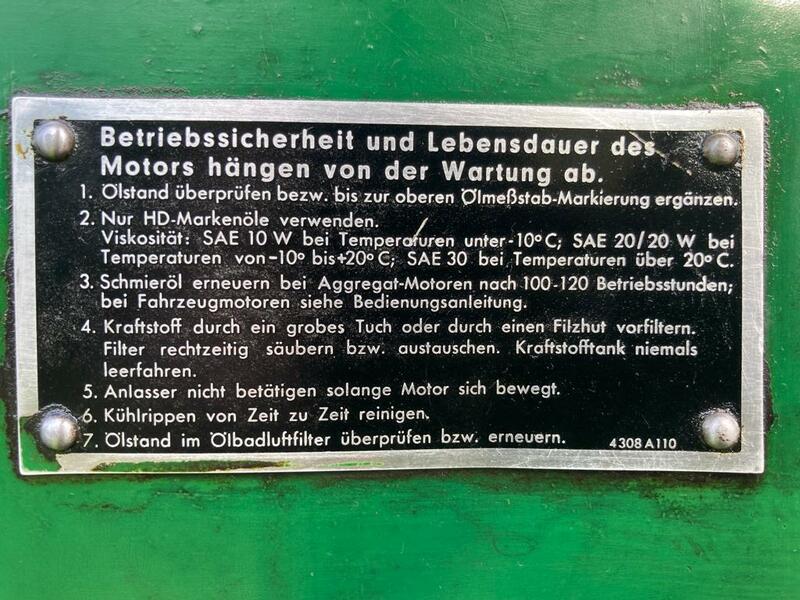 Betriebssicherheit und Lebensdauer des
Motors hängen von der Wartung ab.
1. Ölstand überprüfen bezw. bis zur oberen Ölmeßstab-Markierung ergänzen.
2. Nur HD-Markenöle verwenden.
Viskosität: SAE 10 W bei Temperaturen unter -10° C; SAE 20/20 W bei
Temperaturen von -10° bis +20° C; SAE 30 bei Temperaturen über 20° C.
3. Schmieröl erneuern bei Aggregat-Motoren nach 100-120 Betriebsstunden;
bei Fahrzeugmotoren siehe Bedienungsanleitung.
4. Kraftstoff durch ein grobes Tuch oder durch einen Filzhut vorfiltern.
Filter rechtzeitig säubern bzw. austauschen. Kraftstofftank niemals
leerfahren.
5. Anlasser nicht betätigen solange Motor sich bewegt.
6. Kühlrippen von Zeit zu Zeit reinigen.
7. Ölstand im Ölbadluftfilter überprüfen bzw. erneuern. 4308 A110